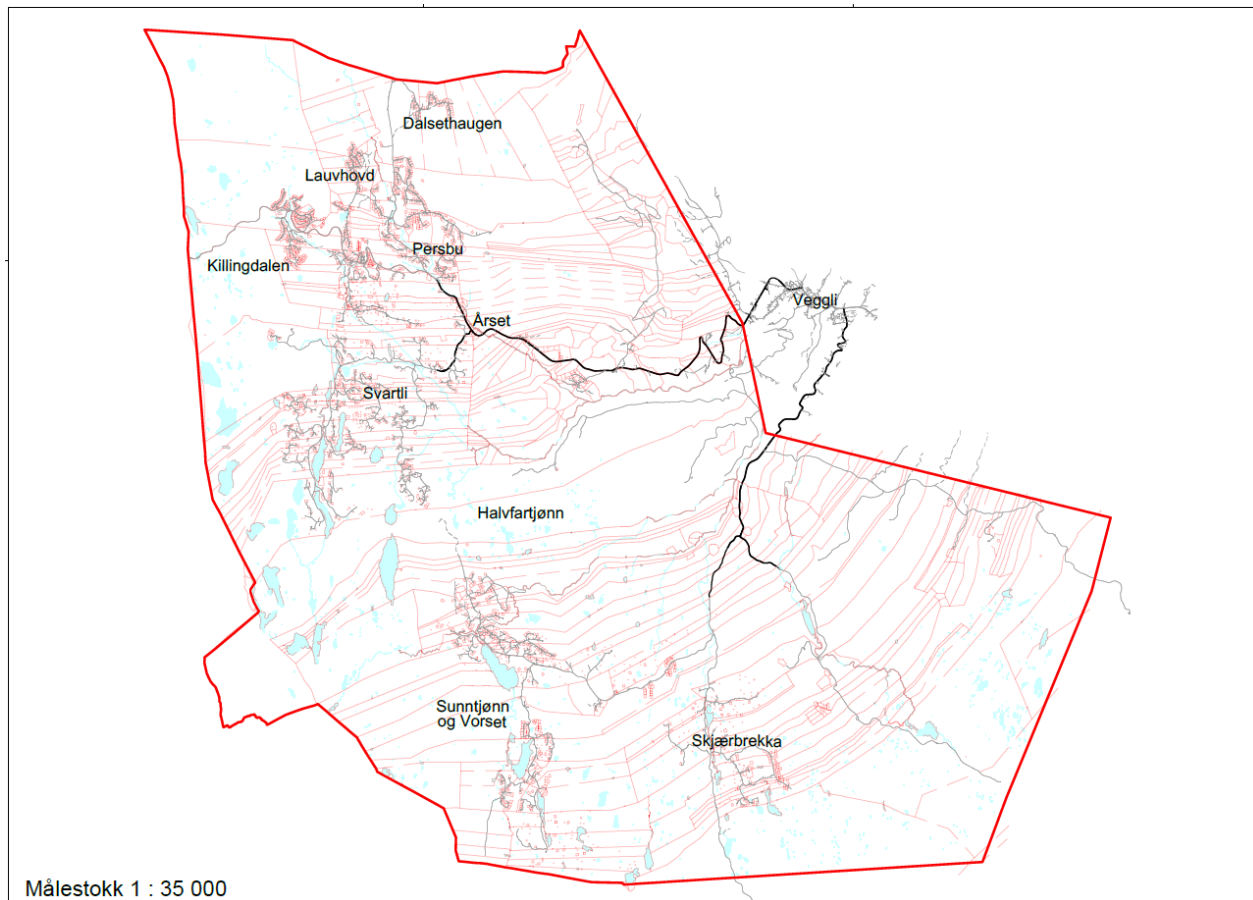 Dalsethaugen
Lauvhovd
Persbu
Killingdalen
Veggli
Årset
Svartli
Halvfartjønn
Sunntjønn
og Vorset
Skjærbrekka
Målestokk 1 : 35 000